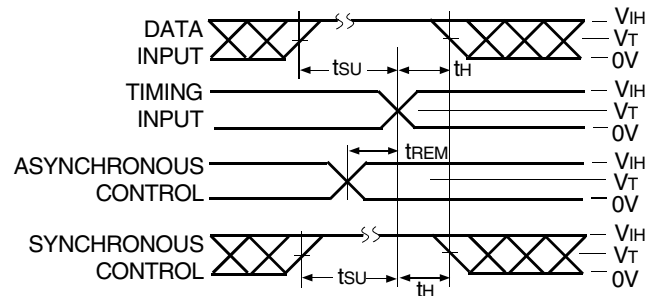 DATA
INPUT
VIH
VT
0V
tSU
tH
TIMING
INPUT
VIH
VT
0V
tREM
ASYNCHRONOUS
CONTROL
VIH
VT
0V
SYNCHRONOUS
CONTROL
VIH
VT
0V
tSU
tH